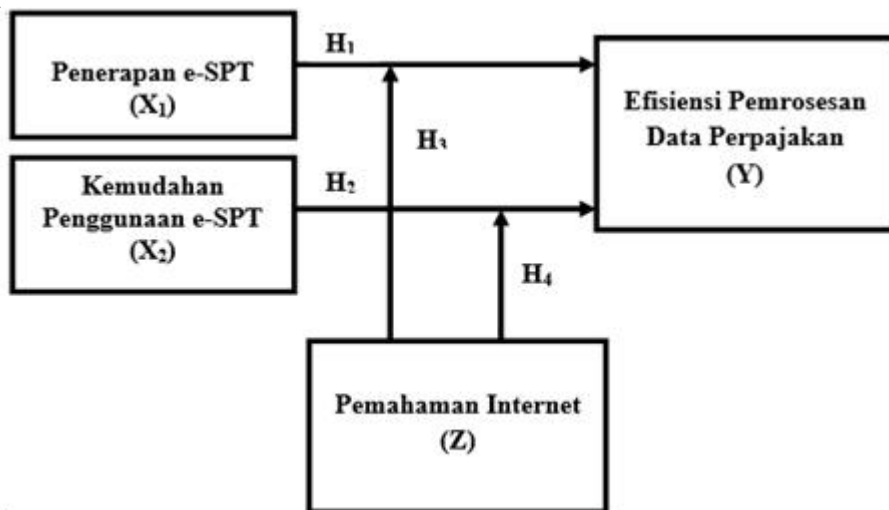 Penerapan e-SPT
(X₁)
H₁
Efisiensi Pemrosesan
Data Perpajakan
(Y)
Kemudahan
Penggunaan e-SPT
(X₂)
H₂
H₃
H₄
Pemahaman Internet
(Z)